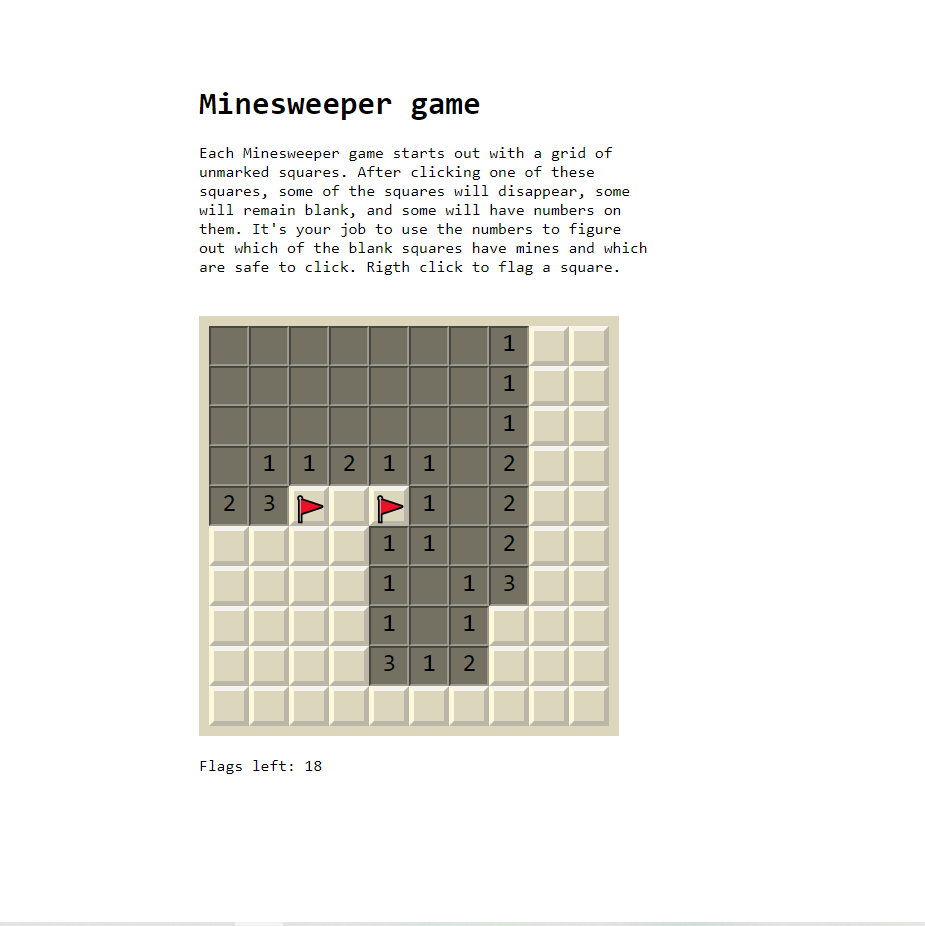 Minesweeper game
Each Minesweeper game starts out with a grid of
unmarked squares. After clicking one of these
squares, some of the squares will disappear, some
will remain blank, and some will have numbers on
them. It's your job to use the numbers to figure
out which of the blank squares have mines and which
are safe to click. Rigth click to flag a square.
1
1
1
1 1 2 1 1 2
2 3 1 2
1 1 2
1 1 3
1 1
3 1 2
Flags left: 18